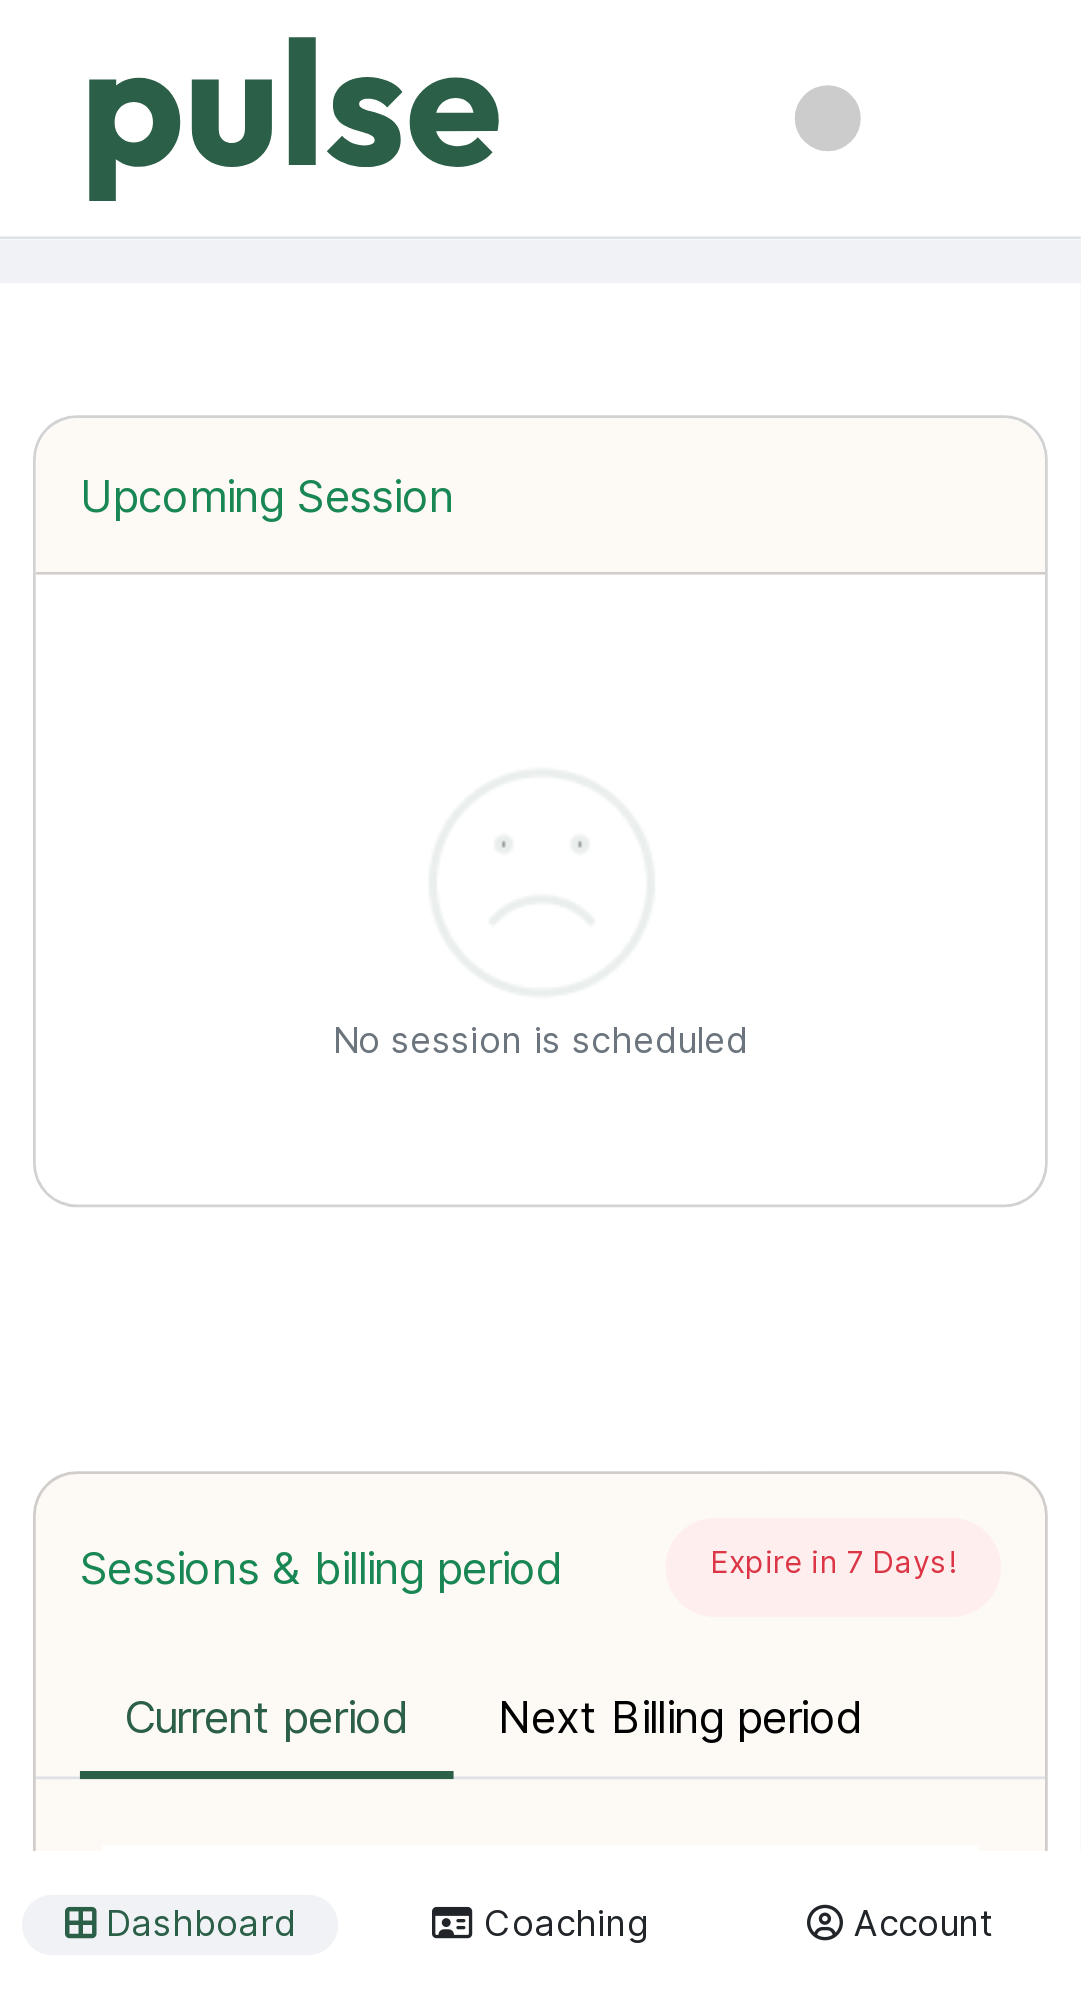 pulse
Upcoming Session
No session is scheduled
Sessions & billing period
Expire in 7 Days!
Current period
Next Billing period
Dashboard
Coaching
Account